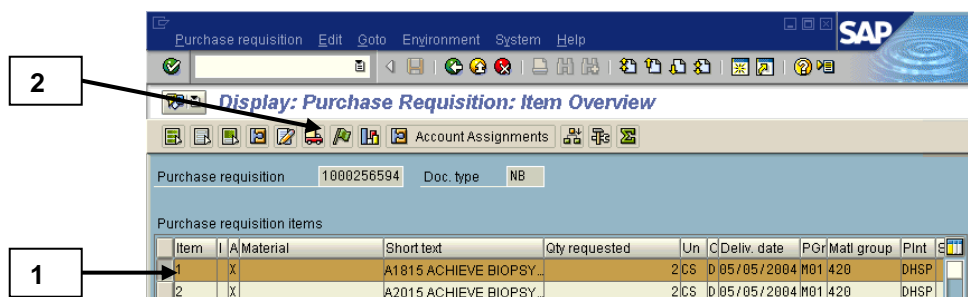 Purchase requisition Edit Goto Environment System Help
SAP
2
Display: Purchase Requisition: Item Overview
Account Assignments
Purchase requisition 1000256594 Doc. type NB
Purchase requisition items
Item I A Material Short text Qty requested Un C Deliv. date PGr Matl group Plnt S
1
1 X A1815 ACHIEVE BIOPSY... 2 CS D 05/05/2004 M01 420 DHSP
2 X A2015 ACHIEVE BIOPSY... 2 CS D 05/05/2004 M01 420 DHSP